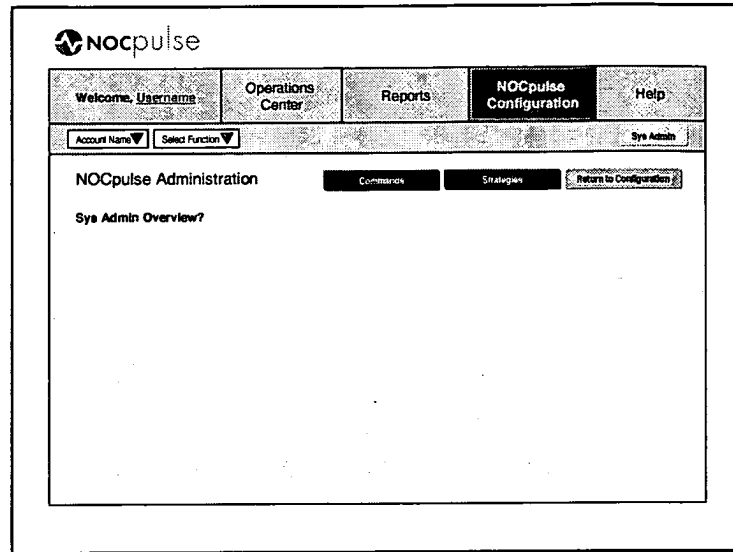 NOCpulse
Welcome, Username
Operations Center
Reports
NOCpulse Configuration
Help
Account Name
Select Function
Sys Admin
NOCpulse Administration
Commands
Strategies
Return to Configuration
Sys Admin Overview?